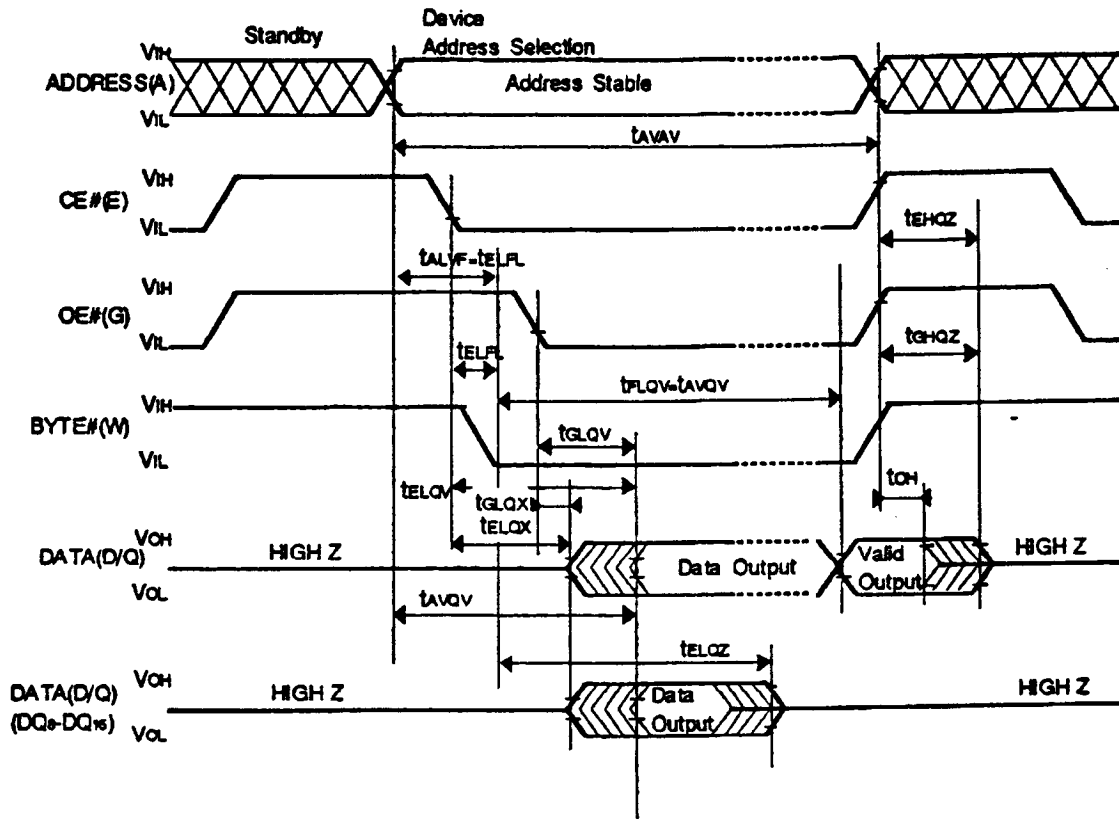 Device
Standby
Address Selection
VIH
ADDRESS(A)
Address Stable
VIL
tAVAV
VIH
CE#(E)
VIL
tEHQZ
tALVF=tELFL
VIH
OE#(G)
VIL
tELFL
tGHQZ
tFLQV=tAVQV
VIH
BYTE#(W)
tGLQV
VIL
tELQV
tGLQX
tOH
tELQX
VOH
DATA(D/Q)
HIGH Z
Data Output
Valid
Output
HIGH Z
VOL
tAVQV
tELQZ
VOH
DATA(D/Q)
(DQ8-DQ15)
HIGH Z
Data
Output
HIGH Z
VOL